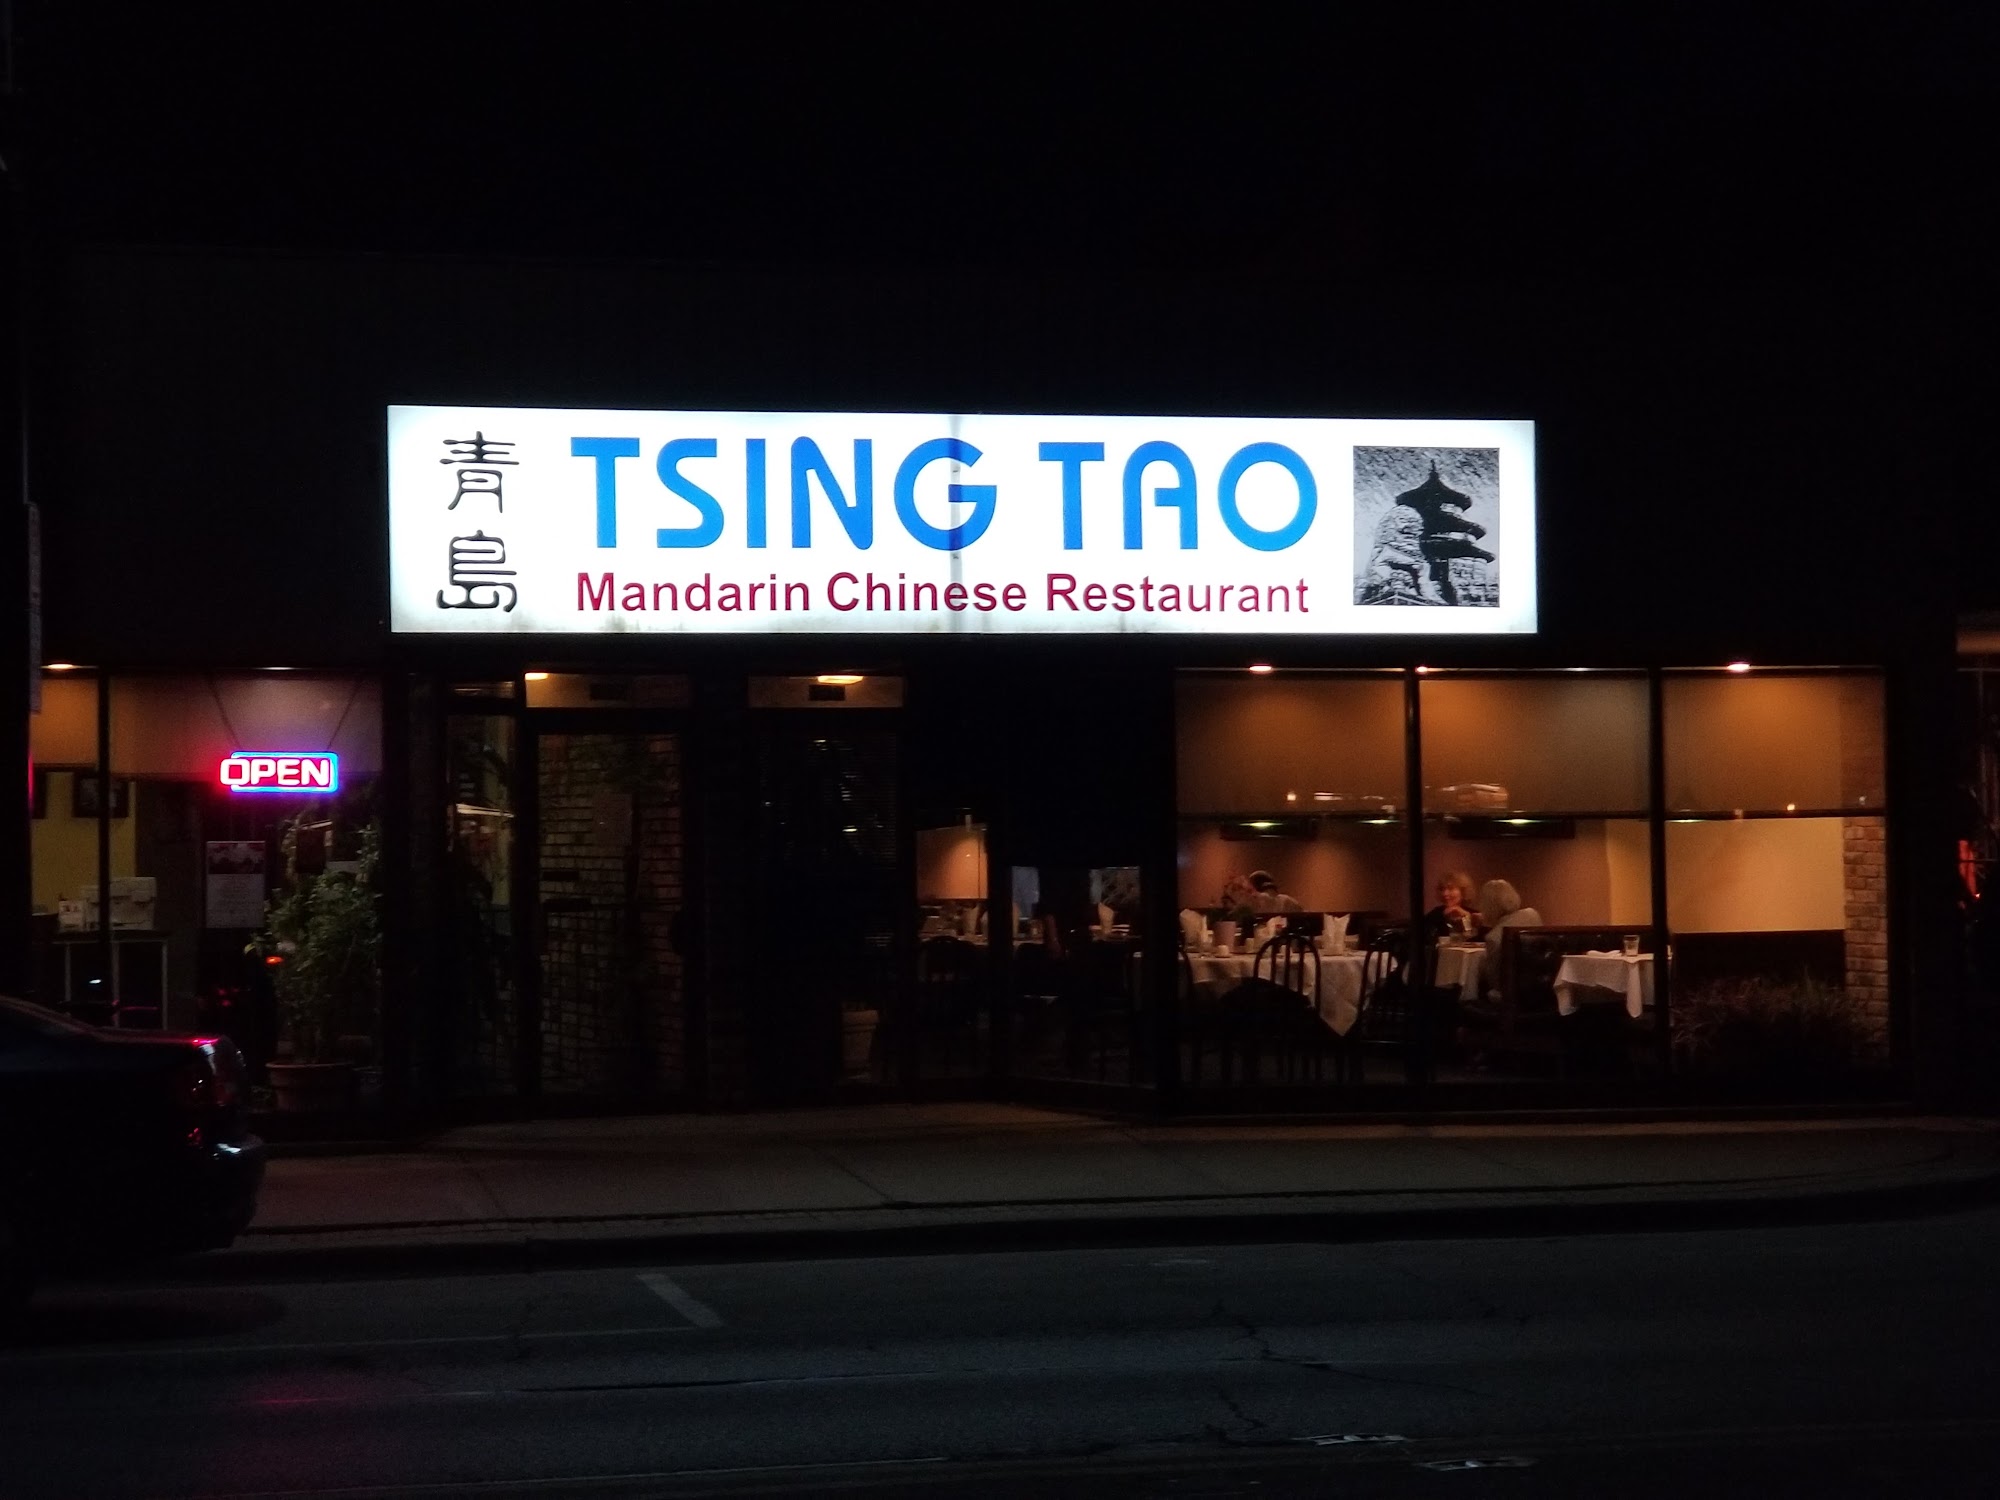 青島
TSING TAO
Mandarin Chinese Restaurant
OPEN